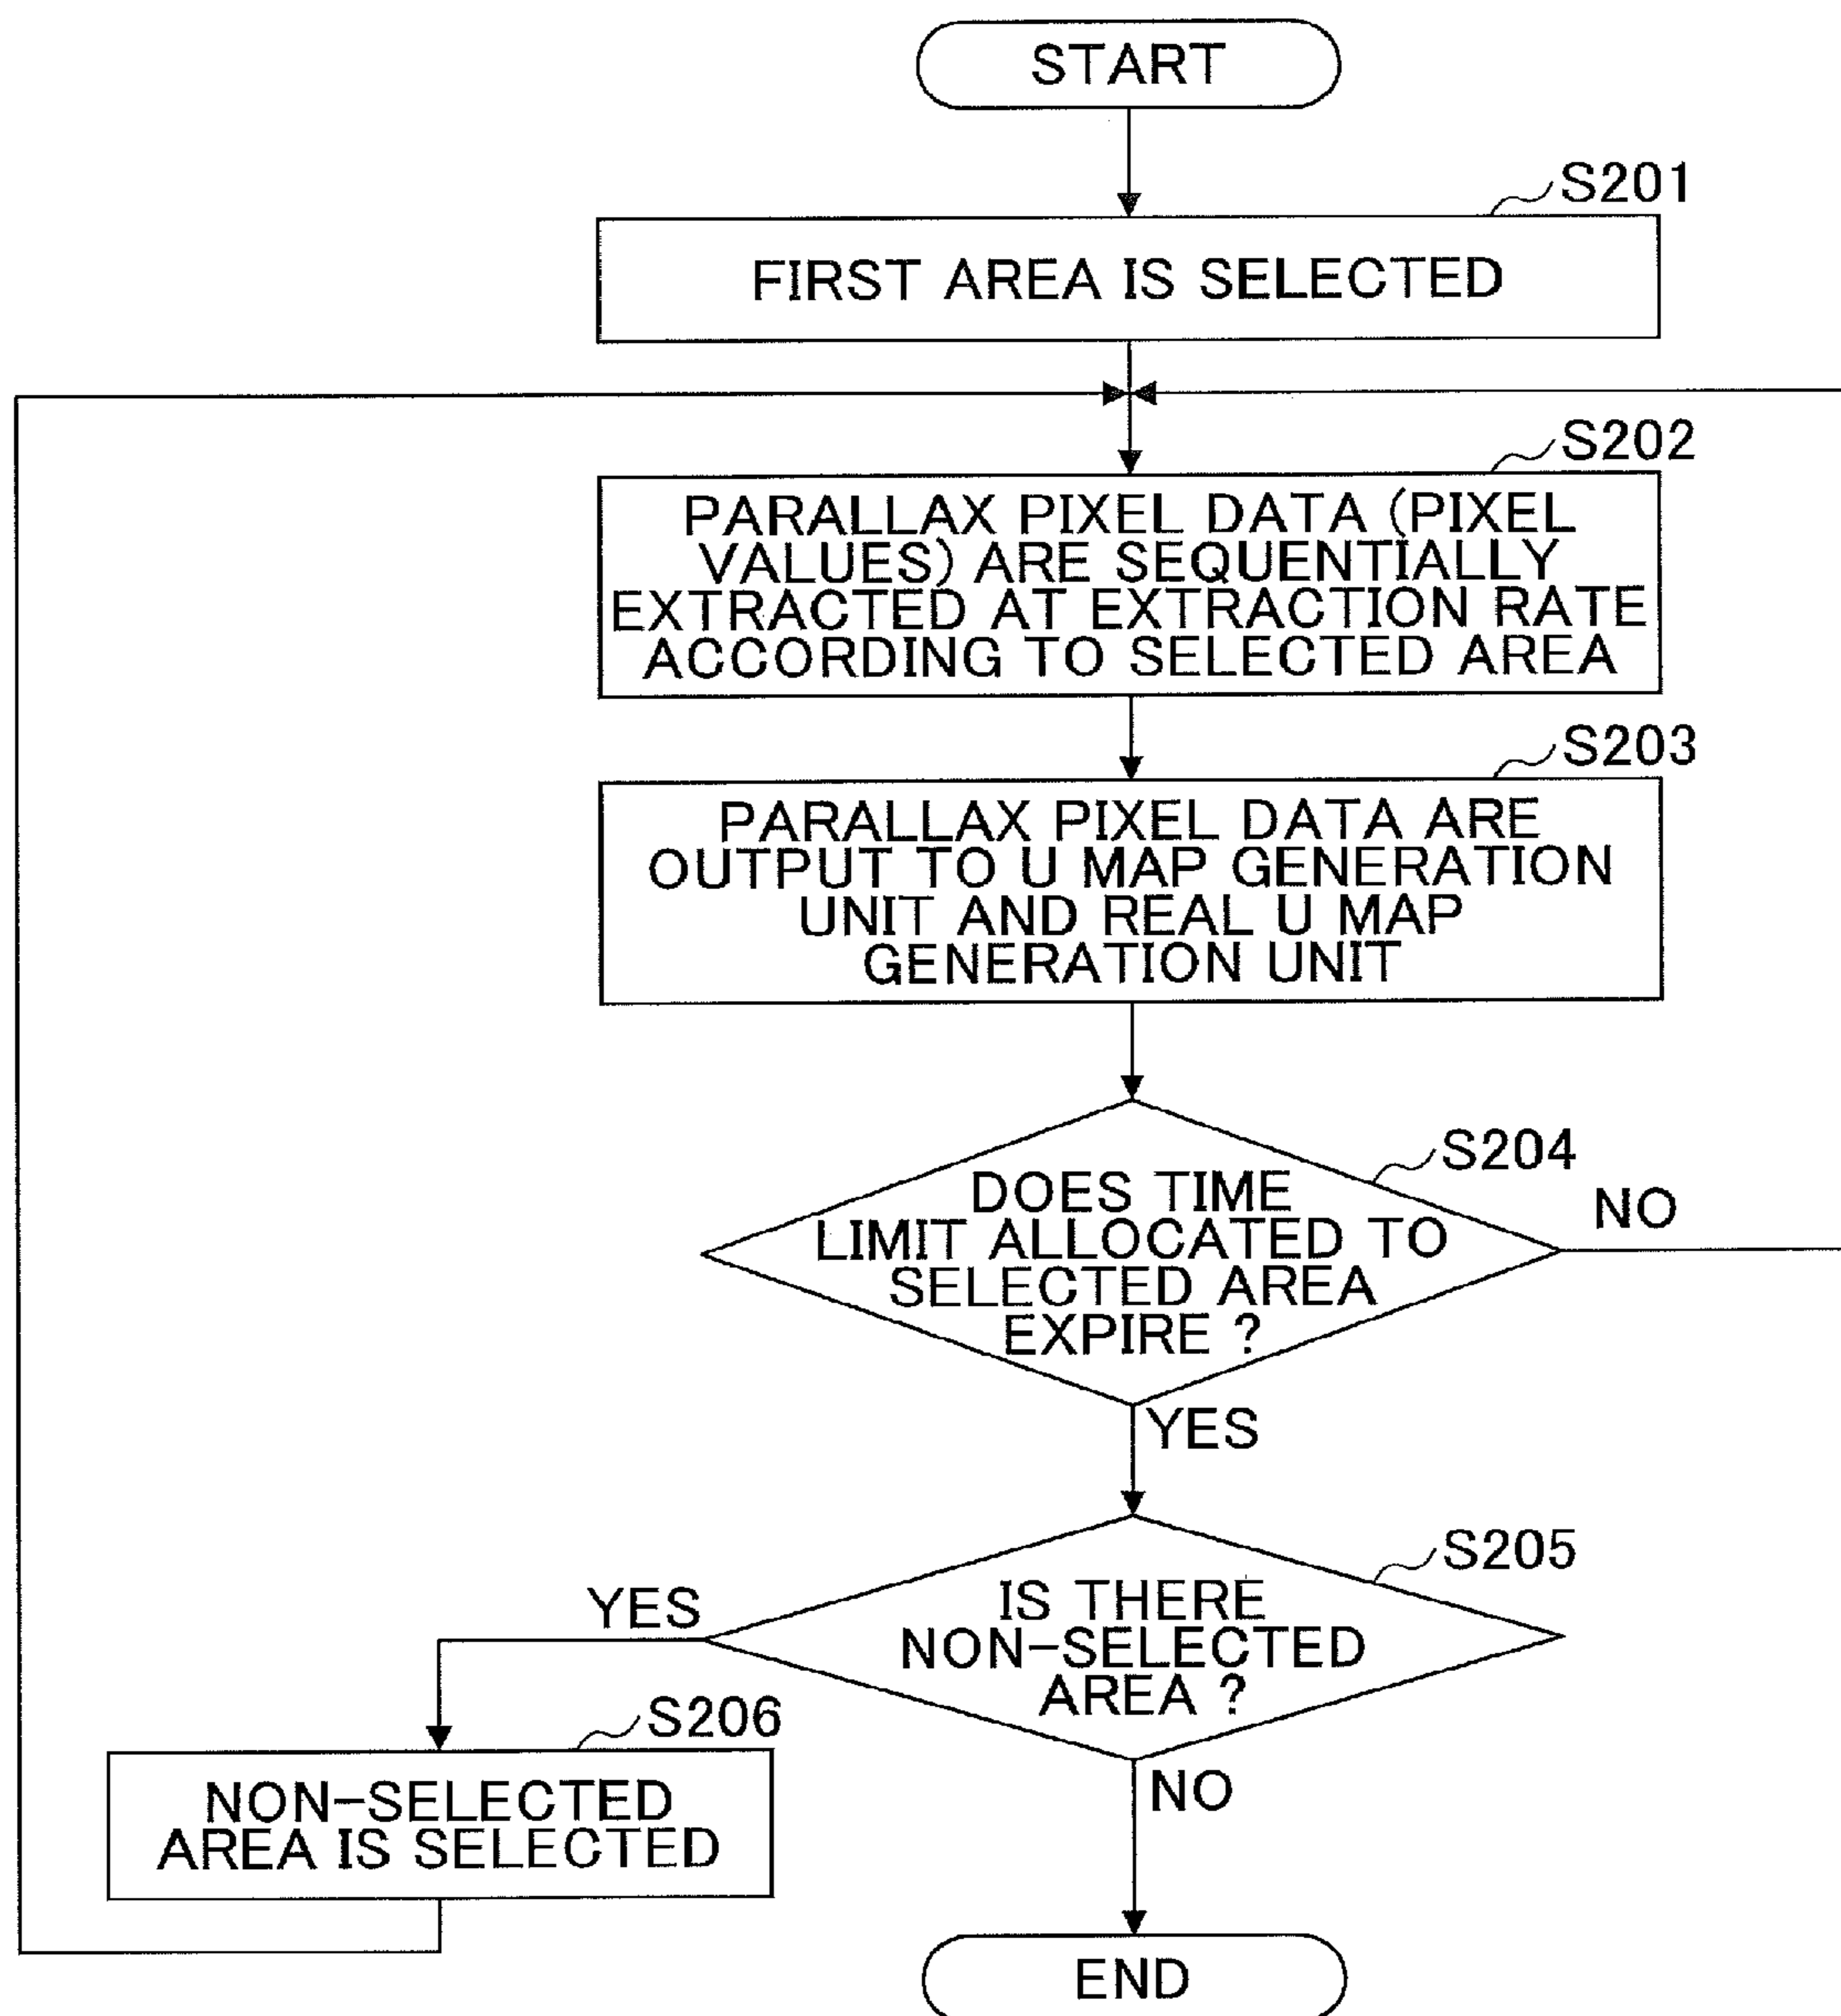 START
S201
FIRST AREA IS SELECTED
S202
PARALLAX PIXEL DATA (PIXEL
VALUES) ARE SEQUENTIALLY
EXTRACTED AT EXTRACTION RATE
ACCORDING TO SELECTED AREA
S203
PARALLAX PIXEL DATA ARE
OUTPUT TO U MAP GENERATION
UNIT AND REAL U MAP
GENERATION UNIT
S204
DOES TIME
LIMIT ALLOCATED TO
SELECTED AREA
EXPIRE ?
NO
YES
S205
IS THERE
NON-SELECTED
AREA ?
YES
S206
NON-SELECTED
AREA IS SELECTED
NO
END